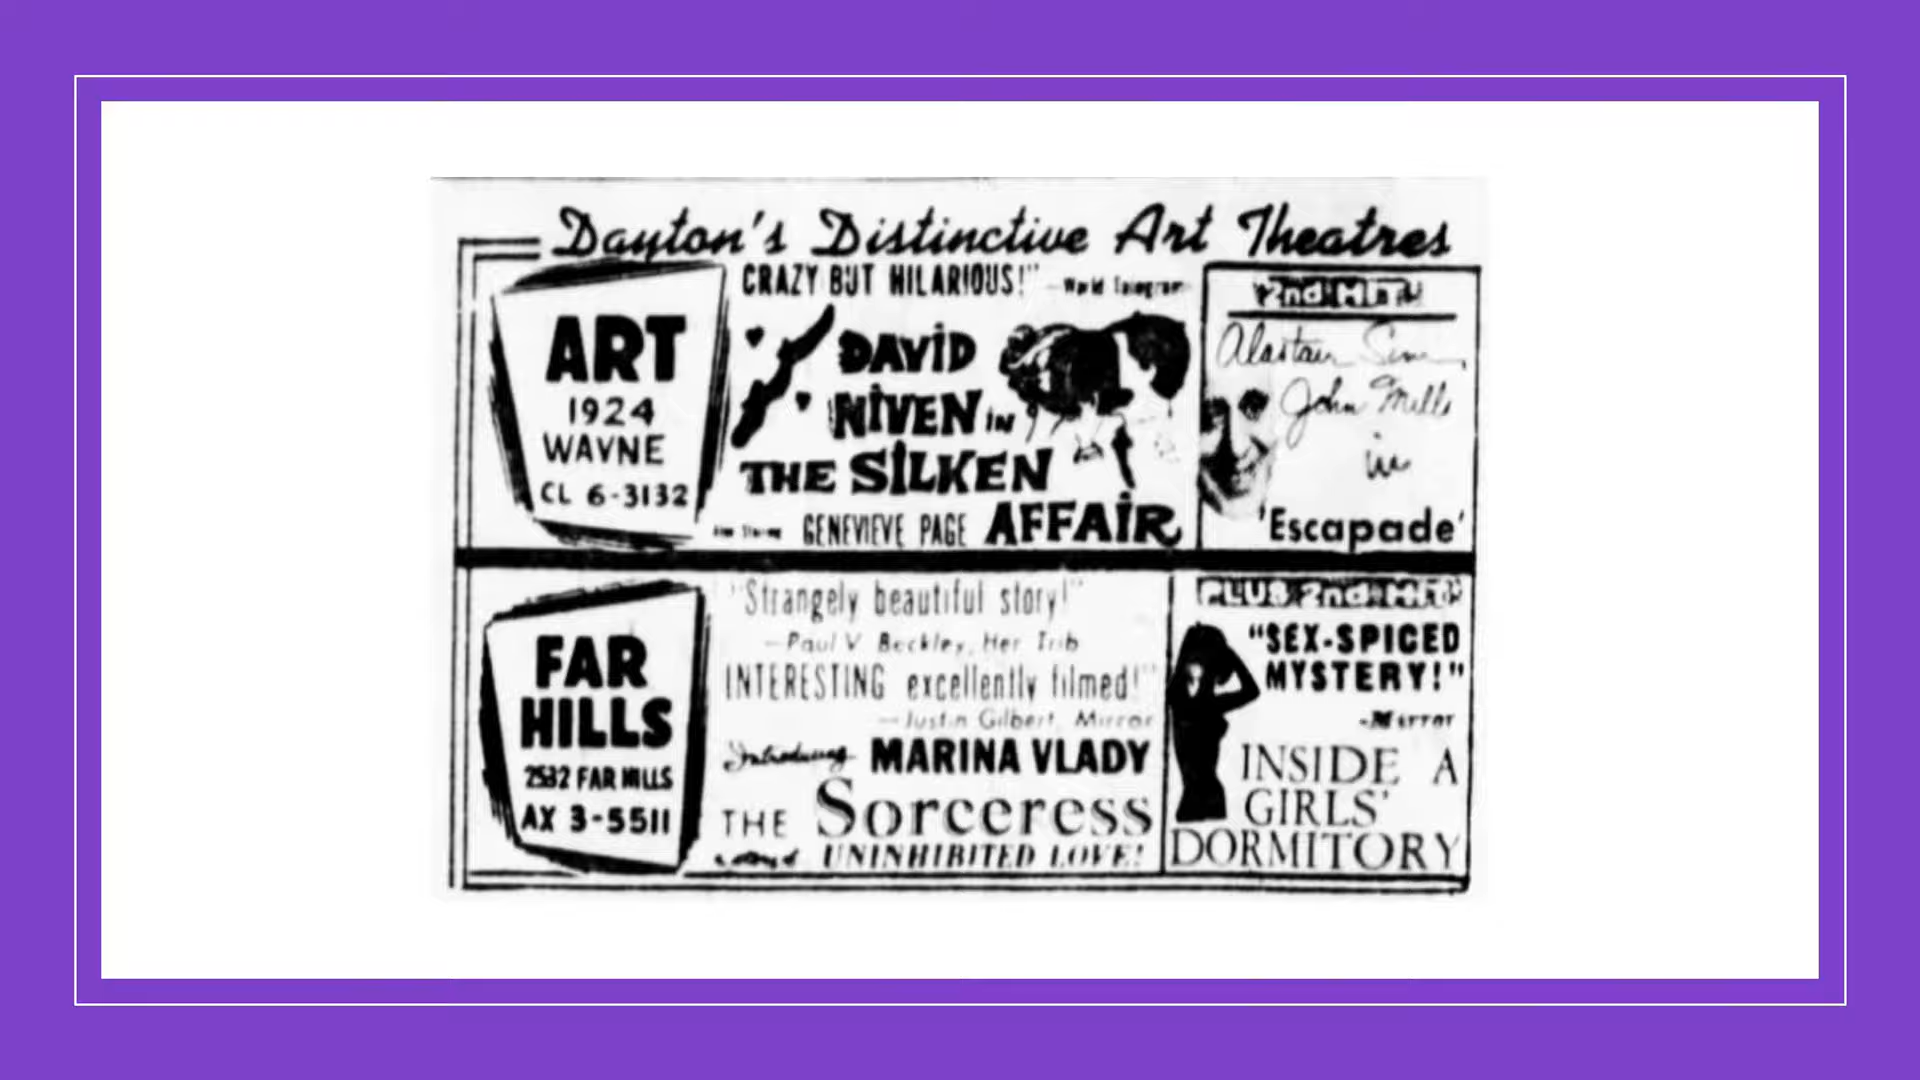 Dayton's Distinctive Art Theatres
ART
1924
WAYNE
CL 6-3132
CRAZY BUT HILARIOUS!" - World Telegram
DAVID
NIVEN IN
THE SILKEN
AFFAIR
GENEVIEVE PAGE
2nd HIT!
Alastair Sim
John Mills
in
'Escapade'
FAR
HILLS
2532 FAR HILLS
AX 3-5511
"Strangely beautiful story!"
—Paul V. Beckley, Her Trib
INTERESTING excellently filmed!"
—Justin Gilbert, Mirror
Introducing MARINA VLADY
THE Sorceress
UNINHIBITED LOVE!
PLUS 2nd HIT!
"SEX-SPICED
MYSTERY!"
-Mirror
INSIDE A
GIRLS'
DORMITORY